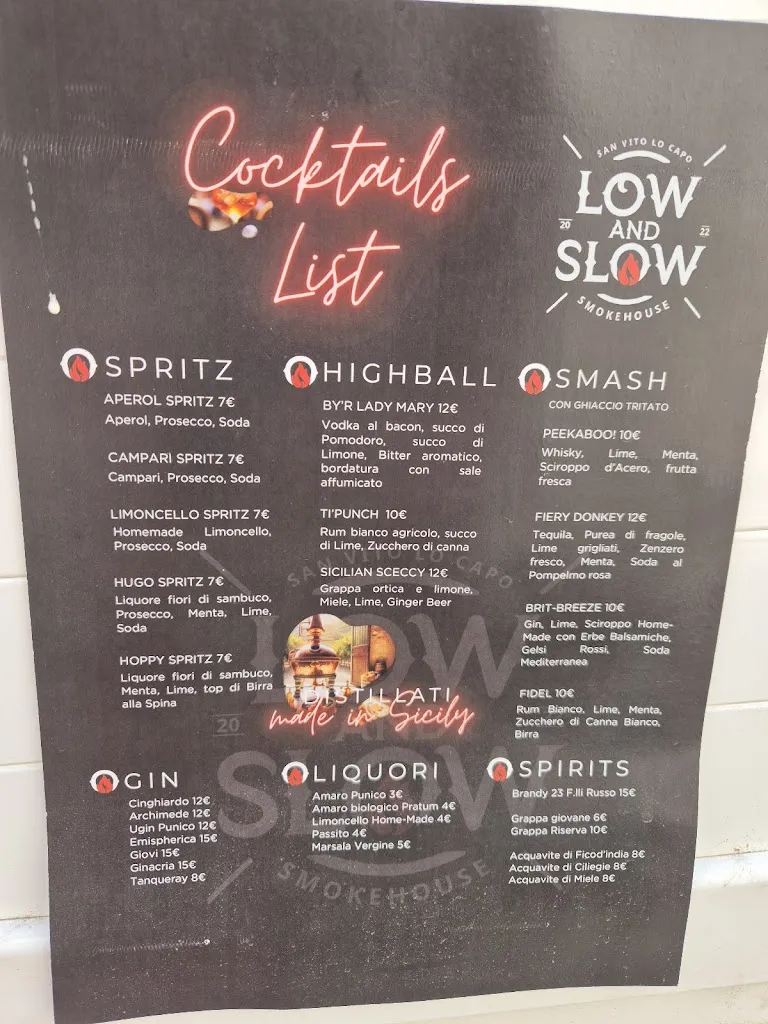 Cocktails
List
SAN VITO LO CAPO
LOW
20 AND 22
SLOW
SMOKEHOUSE
SPRITZ
APEROL SPRITZ 7€
Aperol, Prosecco, Soda
CAMPARI SPRITZ 7€
Campari, Prosecco, Soda
LIMONCELLO SPRITZ 7€
Homemade Limoncello,
Prosecco, Soda
HUGO SPRITZ 7€
Liquore fiori di sambuco,
Prosecco, Menta, Lime,
Soda
HOPPY SPRITZ 7€
Liquore fiori di sambuco,
Menta, Lime, top di Birra
alla Spina
HIGHBALL
BY'R LADY MARY 12€
Vodka al bacon, succo di
Pomodoro, succo di
Limone, Bitter aromatico,
bordatura con sale
affumicato
TI'PUNCH 10€
Rum bianco agricolo, succo
di Lime, Zucchero di canna
SICILIAN SCECCY 12€
Grappa ortica e limone,
Miele, Lime, Ginger Beer
SMASH
CON GHIACCIO TRITATO
PEEKABOO! 10€
Whisky, Lime, Menta,
Sciroppo d'Acero, frutta
fresca
FIERY DONKEY 12€
Tequila, Purea di fragole,
Lime grigliati, Zenzero
fresco, Menta, Soda al
Pompelmo rosa
BRIT-BREEZE 10€
Gin, Lime, Sciroppo Home-
Made con Erbe Balsamiche,
Gelsi Rossi, Soda
Mediterranea
FIDEL 10€
Rum Bianco, Lime, Menta,
Zucchero di Canna Bianco,
Birra
DISTILLATI
made in Sicily
GIN
Cinghiardo 12€
Archimede 12€
Ugin Punico 12€
Emispherica 15€
Giovi 15€
Ginacria 15€
Tanqueray 8€
LIQUORI
Amaro Punico 3€
Amaro biologico Pratum 4€
Limoncello Home-Made 4€
Passito 4€
Marsala Vergine 5€
SPIRITS
Brandy 23 F.lli Russo 15€
Grappa giovane 6€
Grappa Riserva 10€
Acquavite di Ficod'india 8€
Acquavite di Ciliegie 8€
Acquavite di Miele 8€
SAN VITO LO CAPO
LOW
20 AND
SLOW
SMOKEHOUSE